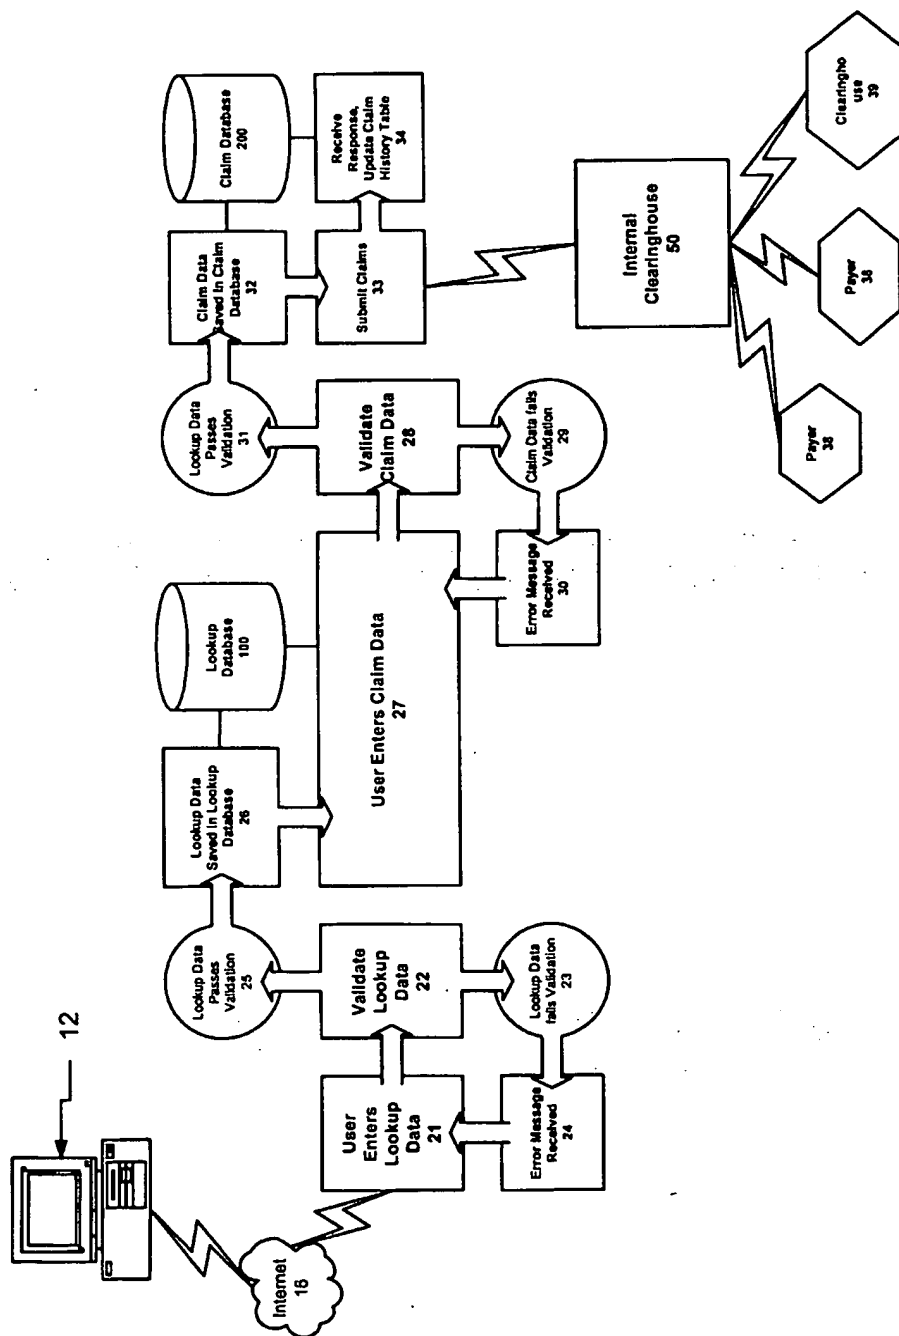 12
Internet
16
User
Enters
Lookup
Data
21
Error Message
Received
24
Validate
Lookup
Data
22
Lookup Data
fails Validation
23
Lookup Data
Passes
Validation
25
Lookup Data
Saved In Lookup
Database
26
Lookup
Database
100
User Enters Claim Data
27
Error Message
Received
30
Validate
Claim Data
28
Claim Data fails
Validation
29
Lookup Data
Passes
Validation
31
Claim Data
Saved In Claim
Database
32
Claim Database
200
Submit Claims
33
Receive
Response,
Update Claim
History Table
34
Internal
Clearinghouse
50
Payer
38
Payer
38
Clearingho
use
39